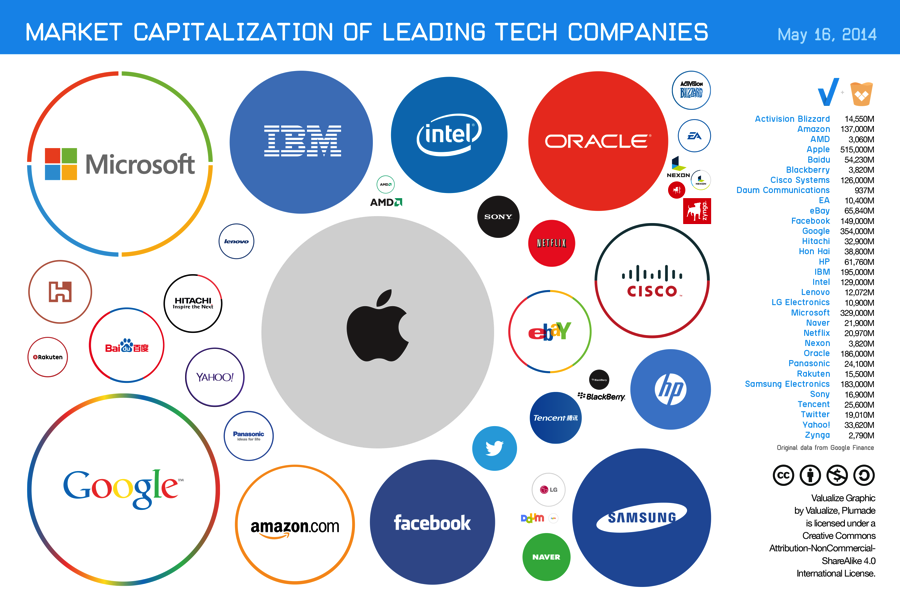 MARKET CAPITALIZATION OF LEADING TECH COMPANIES
May 16, 2014
Microsoft
IBM
intel
ORACLE
ACTIVISION
BLIZZARD
EA
NEXON
zynga
AMD
AMD
SONY
NETFLIX
CISCO
lenovo
HITACHI
Inspire the Next
Bai 百度
Rakuten
YAHOO!
ebaY
BlackBerry
hp
Tencent 腾讯
Panasonic
ideas for life
Google™
amazon.com
facebook
LG
Daum
NAVER
SAMSUNG
Activision Blizzard 14,550M
Amazon 137,000M
AMD 3,060M
Apple 515,000M
Baidu 54,230M
Blackberry 3,820M
Cisco Systems 126,000M
Daum Communications 937M
EA 10,400M
eBay 65,840M
Facebook 149,000M
Google 354,000M
Hitachi 32,900M
Hon Hai 38,800M
HP 61,760M
IBM 195,000M
Intel 129,000M
Lenovo 12,072M
LG Electronics 10,900M
Microsoft 329,000M
Naver 21,900M
Netflix 20,970M
Nexon 3,820M
Oracle 186,000M
Panasonic 24,100M
Rakuten 15,500M
Samsung Electronics 183,000M
Sony 16,900M
Tencent 25,600M
Twitter 19,010M
Yahoo! 33,620M
Zynga 2,790M
Original data from Google Finance
cc
Valualize Graphic
by Valualize, Plumade
is licensed under a
Creative Commons
Attribution-NonCommercial-
ShareAlike 4.0
International License.